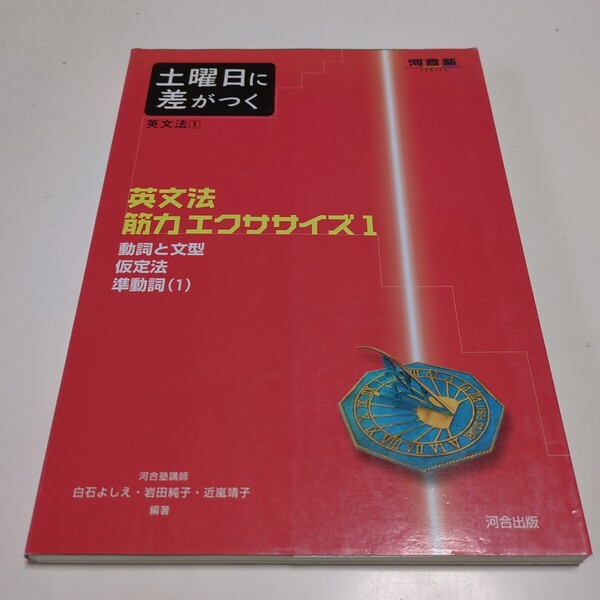 河合塾
SERIES
土曜日に
差がつく
英文法1
英文法
筋力エクササイズ1
動詞と文型
仮定法
準動詞(1)
河合塾講師
白石よしえ・岩田純子・近嵐靖子
編著
河合出版